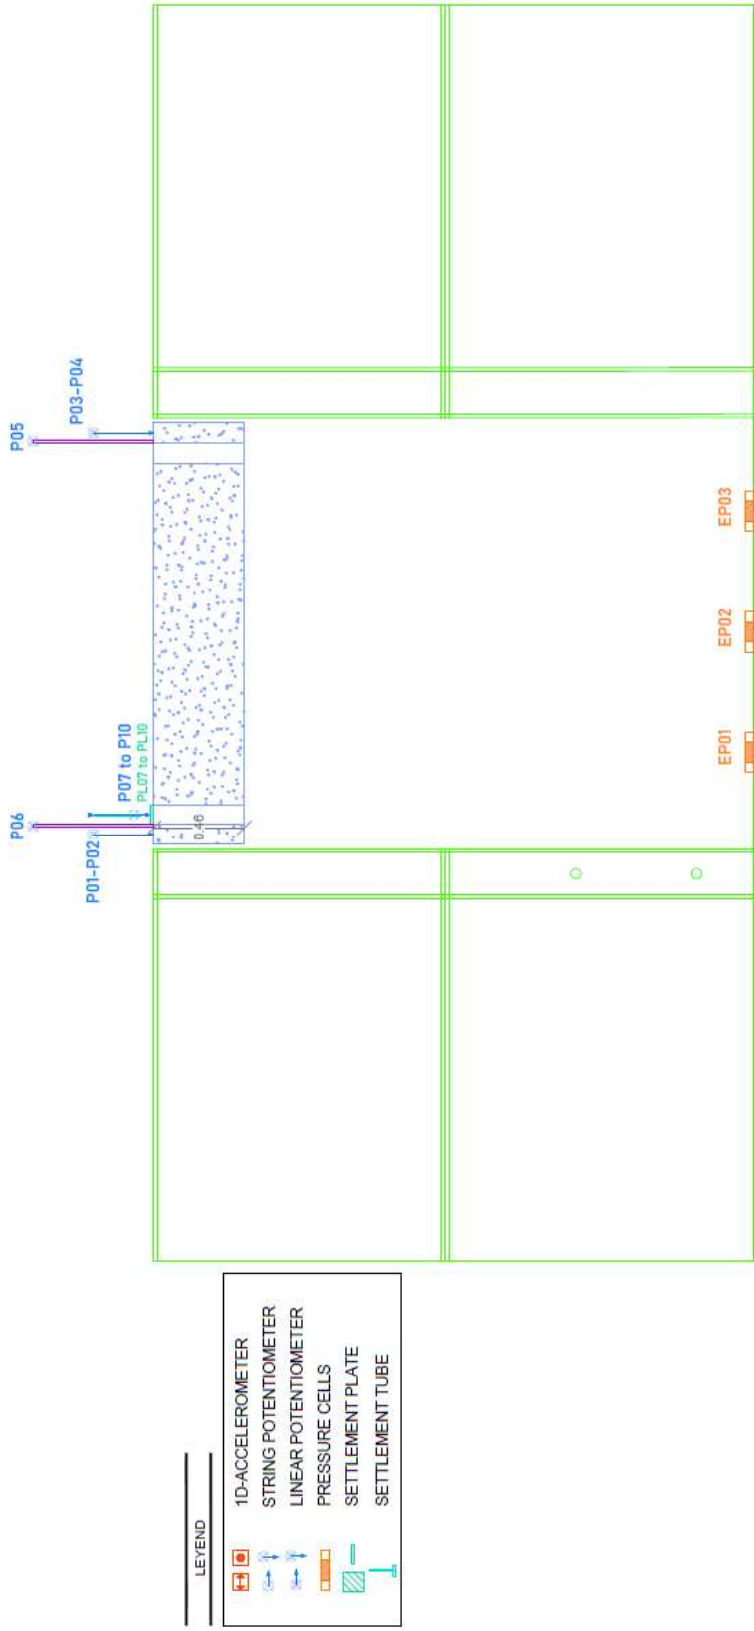 P06
P05
P01-P02
P07 to P10
PL07 to PL10
P03-P04
0.46
EP01
EP02
EP03
LEYEND
1D-ACCELEROMETER
STRING POTENTIOMETER
LINEAR POTENTIOMETER
PRESSURE CELLS
SETTLEMENT PLATE
SETTLEMENT TUBE